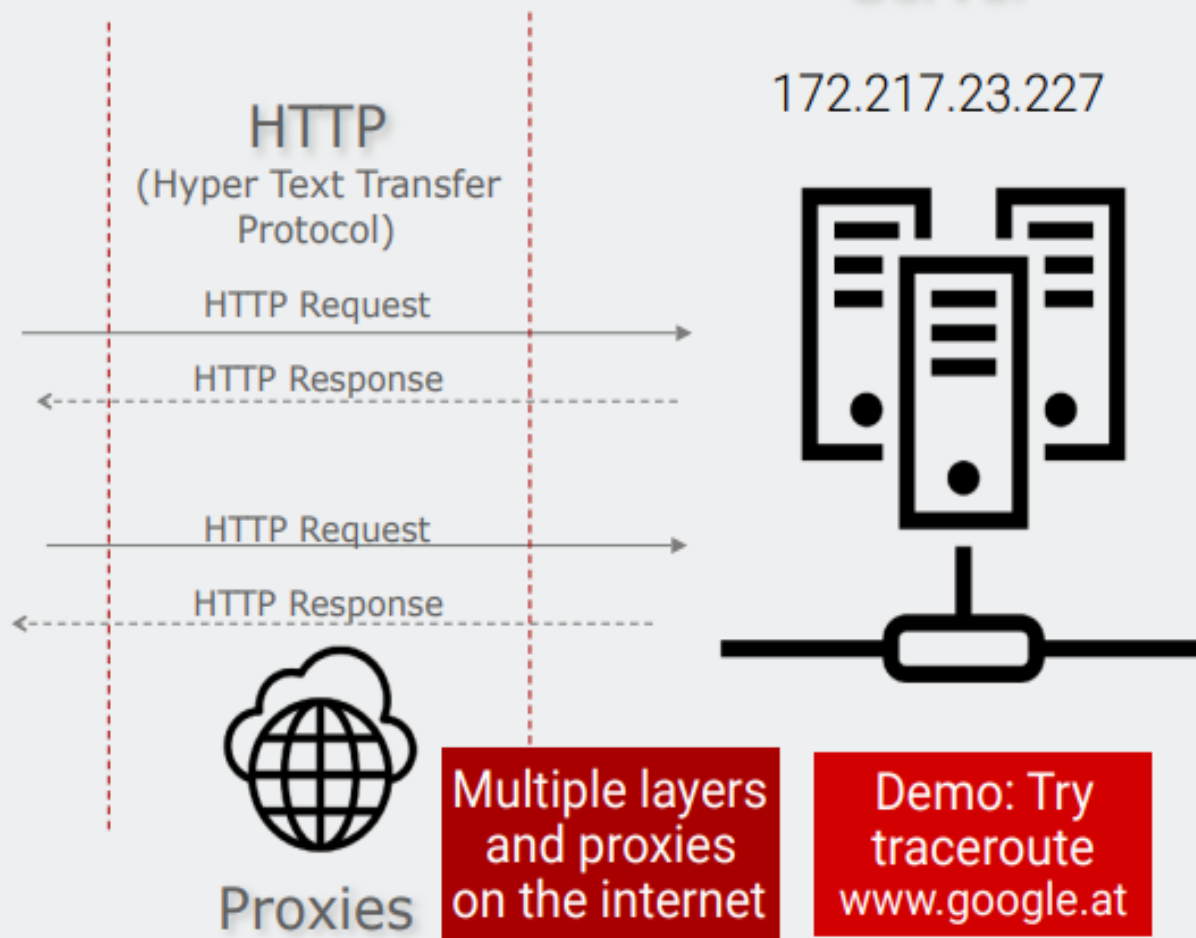 172.217.23.227
HTTP
(Hyper Text Transfer
Protocol)
HTTP Request
HTTP Response
HTTP Request
HTTP Response
Proxies
Multiple layers
and proxies
on the internet
Demo: Try
traceroute
www.google.at